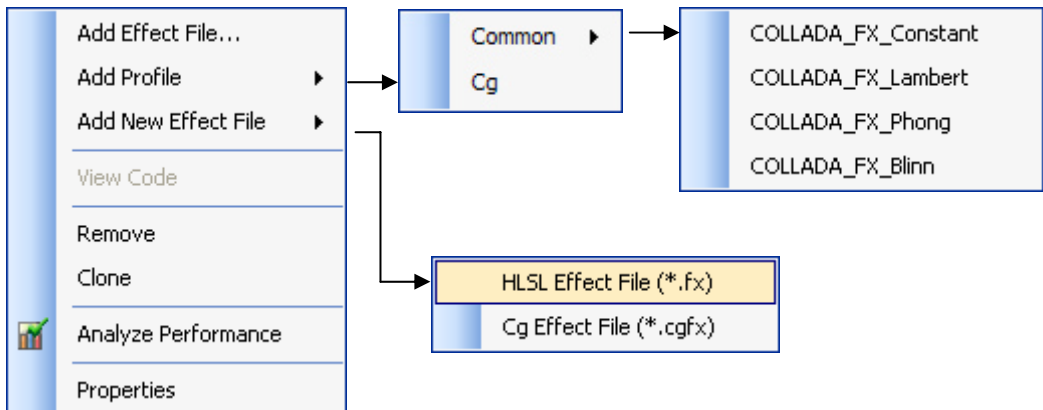 Add Effect File...
Add Profile
Add New Effect File
View Code
Remove
Clone
Analyze Performance
Properties
Common
Cg
COLLADA_FX_Constant
COLLADA_FX_Lambert
COLLADA_FX_Phong
COLLADA_FX_Blinn
HLSL Effect File (*.fx)
Cg Effect File (*.cgfx)